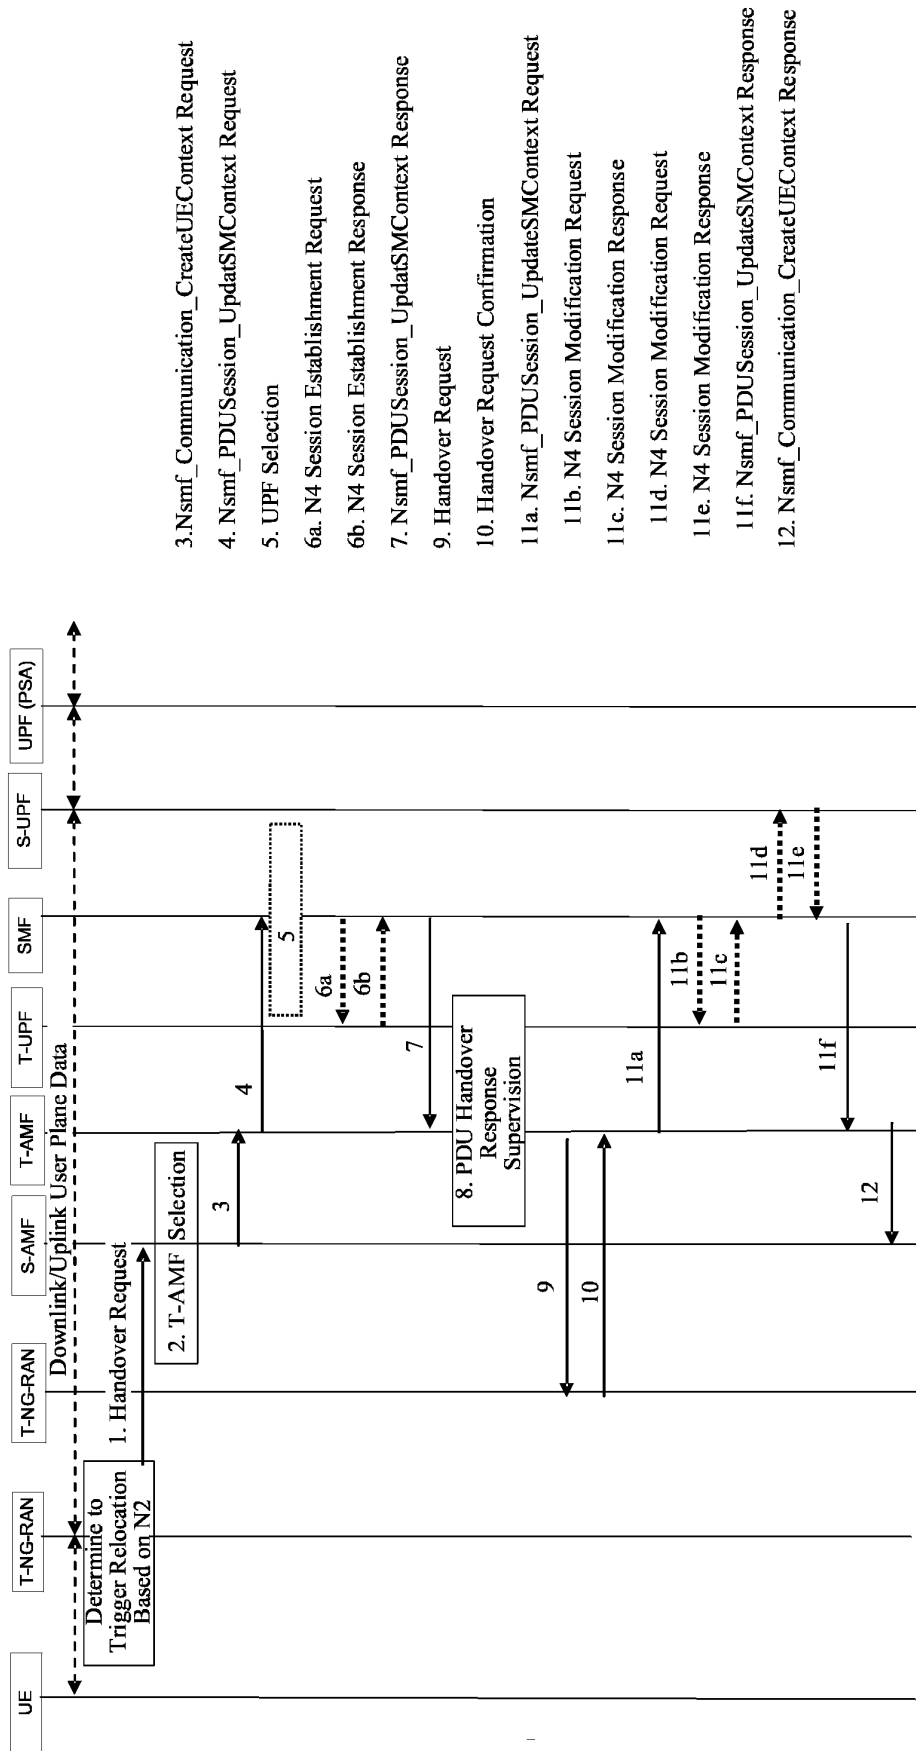 UE
T-NG-RAN
T-NG-RAN
S-AMF
T-AMF
T-UPF
SMF
S-UPF
UPF (PSA)
Downlink/Uplink User Plane Data
Determine to
Trigger Relocation
Based on N2
1. Handover Request
2. T-AMF Selection
3
4
5
6a
6b
7
8. PDU Handover
Response
Supervision
9
10
11a
11b
11c
11d
11e
11f
12
3.Nsmf_Communication_CreateUEContext Request
4. Nsmf_PDUSession_UpdatSMContext Request
5. UPF Selection
6a. N4 Session Establishment Request
6b. N4 Session Establishment Response
7. Nsmf_PDUSession_UpdatSMContext Response
9. Handover Request
10. Handover Request Confirmation
11a. Nsmf_PDUSession_UpdateSMContext Request
11b. N4 Session Modification Request
11c. N4 Session Modification Response
11d. N4 Session Modification Request
11e. N4 Session Modification Response
11f. Nsmf_PDUSession_UpdateSMContext Response
12. Nsmf_Communication_CreateUEContext Response